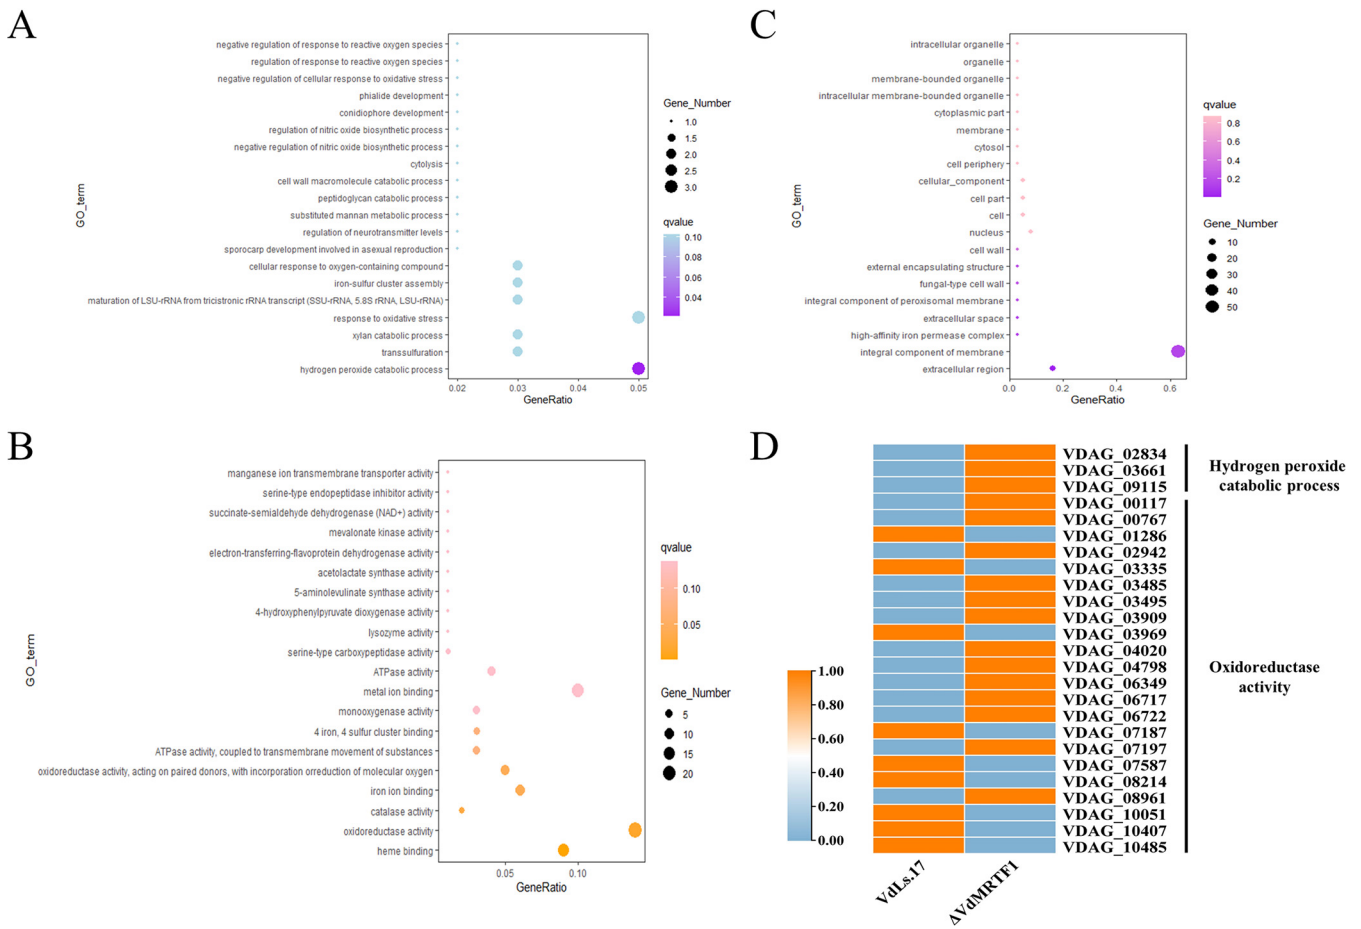 A
negative regulation of response to reactive oxygen species
regulation of response to reactive oxygen species
negative regulation of cellular response to oxidative stress
phialide development
conidiophore development
regulation of nitric oxide biosynthetic process
negative regulation of nitric oxide biosynthetic process
cytolysis
cell wall macromolecule catabolic process
peptidoglycan catabolic process
substituted mannan metabolic process
regulation of neurotransmitter levels
sporocarp development involved in asexual reproduction
cellular response to oxygen-containing compound
iron-sulfur cluster assembly
maturation of LSU-rRNA from tricistronic rRNA transcript (SSU-rRNA, 5.8S rRNA, LSU-rRNA)
response to oxidative stress
xylan catabolic process
transsulfuration
hydrogen peroxide catabolic process
GO_term
0.02 0.03 0.04 0.05
GeneRatio
Gene_Number
1.0
1.5
2.0
2.5
3.0
qvalue
0.10
0.08
0.06
0.04
C
intracellular organelle
organelle
membrane-bounded organelle
intracellular membrane-bounded organelle
cytoplasmic part
membrane
cytosol
cell periphery
cellular_component
cell part
cell
nucleus
cell wall
external encapsulating structure
fungal-type cell wall
integral component of peroxisomal membrane
extracellular space
high-affinity iron permease complex
integral component of membrane
extracellular region
GO_term
0.0 0.2 0.4 0.6
GeneRatio
qvalue
0.8
0.6
0.4
0.2
Gene_Number
10
20
30
40
50
B
manganese ion transmembrane transporter activity
serine-type endopeptidase inhibitor activity
succinate-semialdehyde dehydrogenase (NAD+) activity
mevalonate kinase activity
electron-transferring-flavoprotein dehydrogenase activity
acetolactate synthase activity
5-aminolevulinate synthase activity
4-hydroxyphenylpyruvate dioxygenase activity
lysozyme activity
serine-type carboxypeptidase activity
ATPase activity
metal ion binding
monooxygenase activity
4 iron, 4 sulfur cluster binding
ATPase activity, coupled to transmembrane movement of substances
oxidoreductase activity, acting on paired donors, with incorporation orreduction of molecular oxygen
iron ion binding
catalase activity
oxidoreductase activity
heme binding
GO_term
0.05 0.10
GeneRatio
qvalue
0.10
0.05
Gene_Number
5
10
15
20
D
1.00
0.80
0.60
0.40
0.20
0.00
VDAG_02834
VDAG_03661
VDAG_09115
VDAG_00117
VDAG_00767
VDAG_01286
VDAG_02942
VDAG_03335
VDAG_03485
VDAG_03495
VDAG_03909
VDAG_03969
VDAG_04020
VDAG_04798
VDAG_06349
VDAG_06717
VDAG_06722
VDAG_07187
VDAG_07197
VDAG_07587
VDAG_08214
VDAG_08961
VDAG_10051
VDAG_10407
VDAG_10485
Hydrogen peroxide
catabolic process
Oxidoreductase
activity
VdLs.17
ΔVdMRTF1